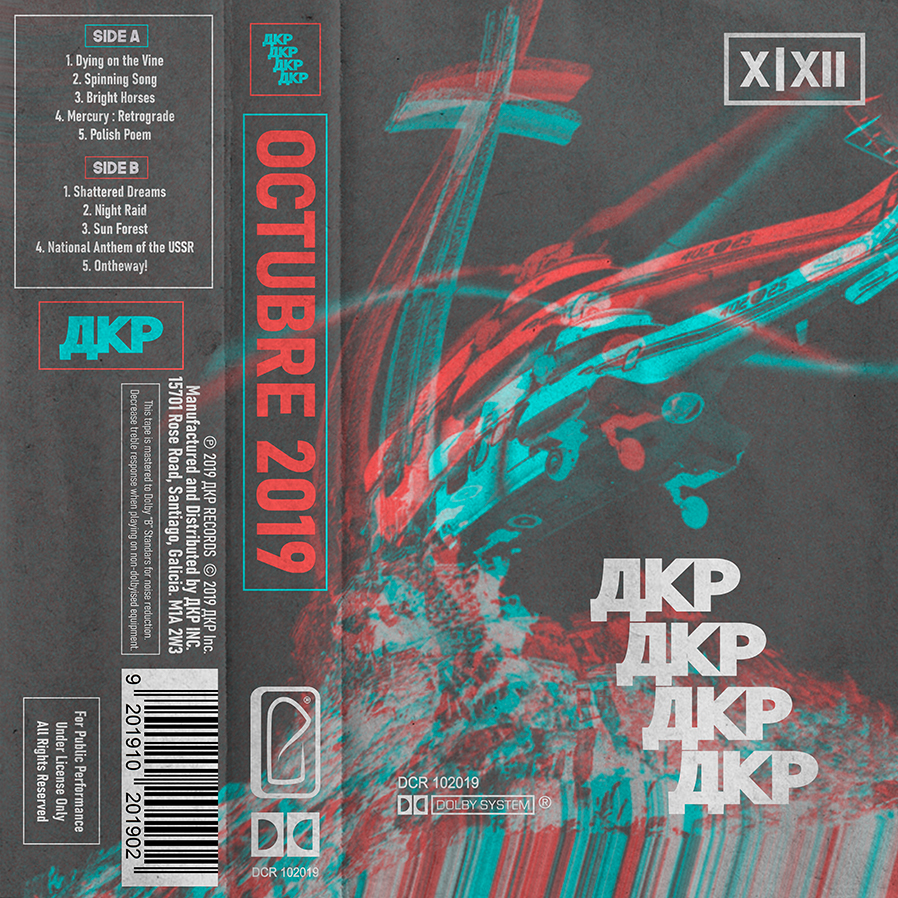 SIDE A
1. Dying on the Vine
2. Spinning Song
3. Bright Horses
4. Mercury : Retrograde
5. Polish Poem
SIDE B
1. Shattered Dreams
2. Night Raid
3. Sun Forest
4. National Anthem of the USSR
5. Ontheway!
ДКР
℗ 2019 ДКР RECORDS © 2019 ДКР Inc.
Manufactured and Distributed by ДКР INC.
15701 Rose Road, Santiago, Galicia. M1A 2W3
This tape is mastered to Dolby "B" Standars for noise reduction.
Decrease treble response when playing on non-dolbyised equipment.
For Public Performance
Under License Only
All Rights Reserved
9 201910 201902
ДКР
ДКР
ДКР
ДКР
OCTUBRE 2019
DCR 102019
X|XII
ДКР
ДКР
ДКР
ДКР
DCR 102019
DOLBY SYSTEM ®